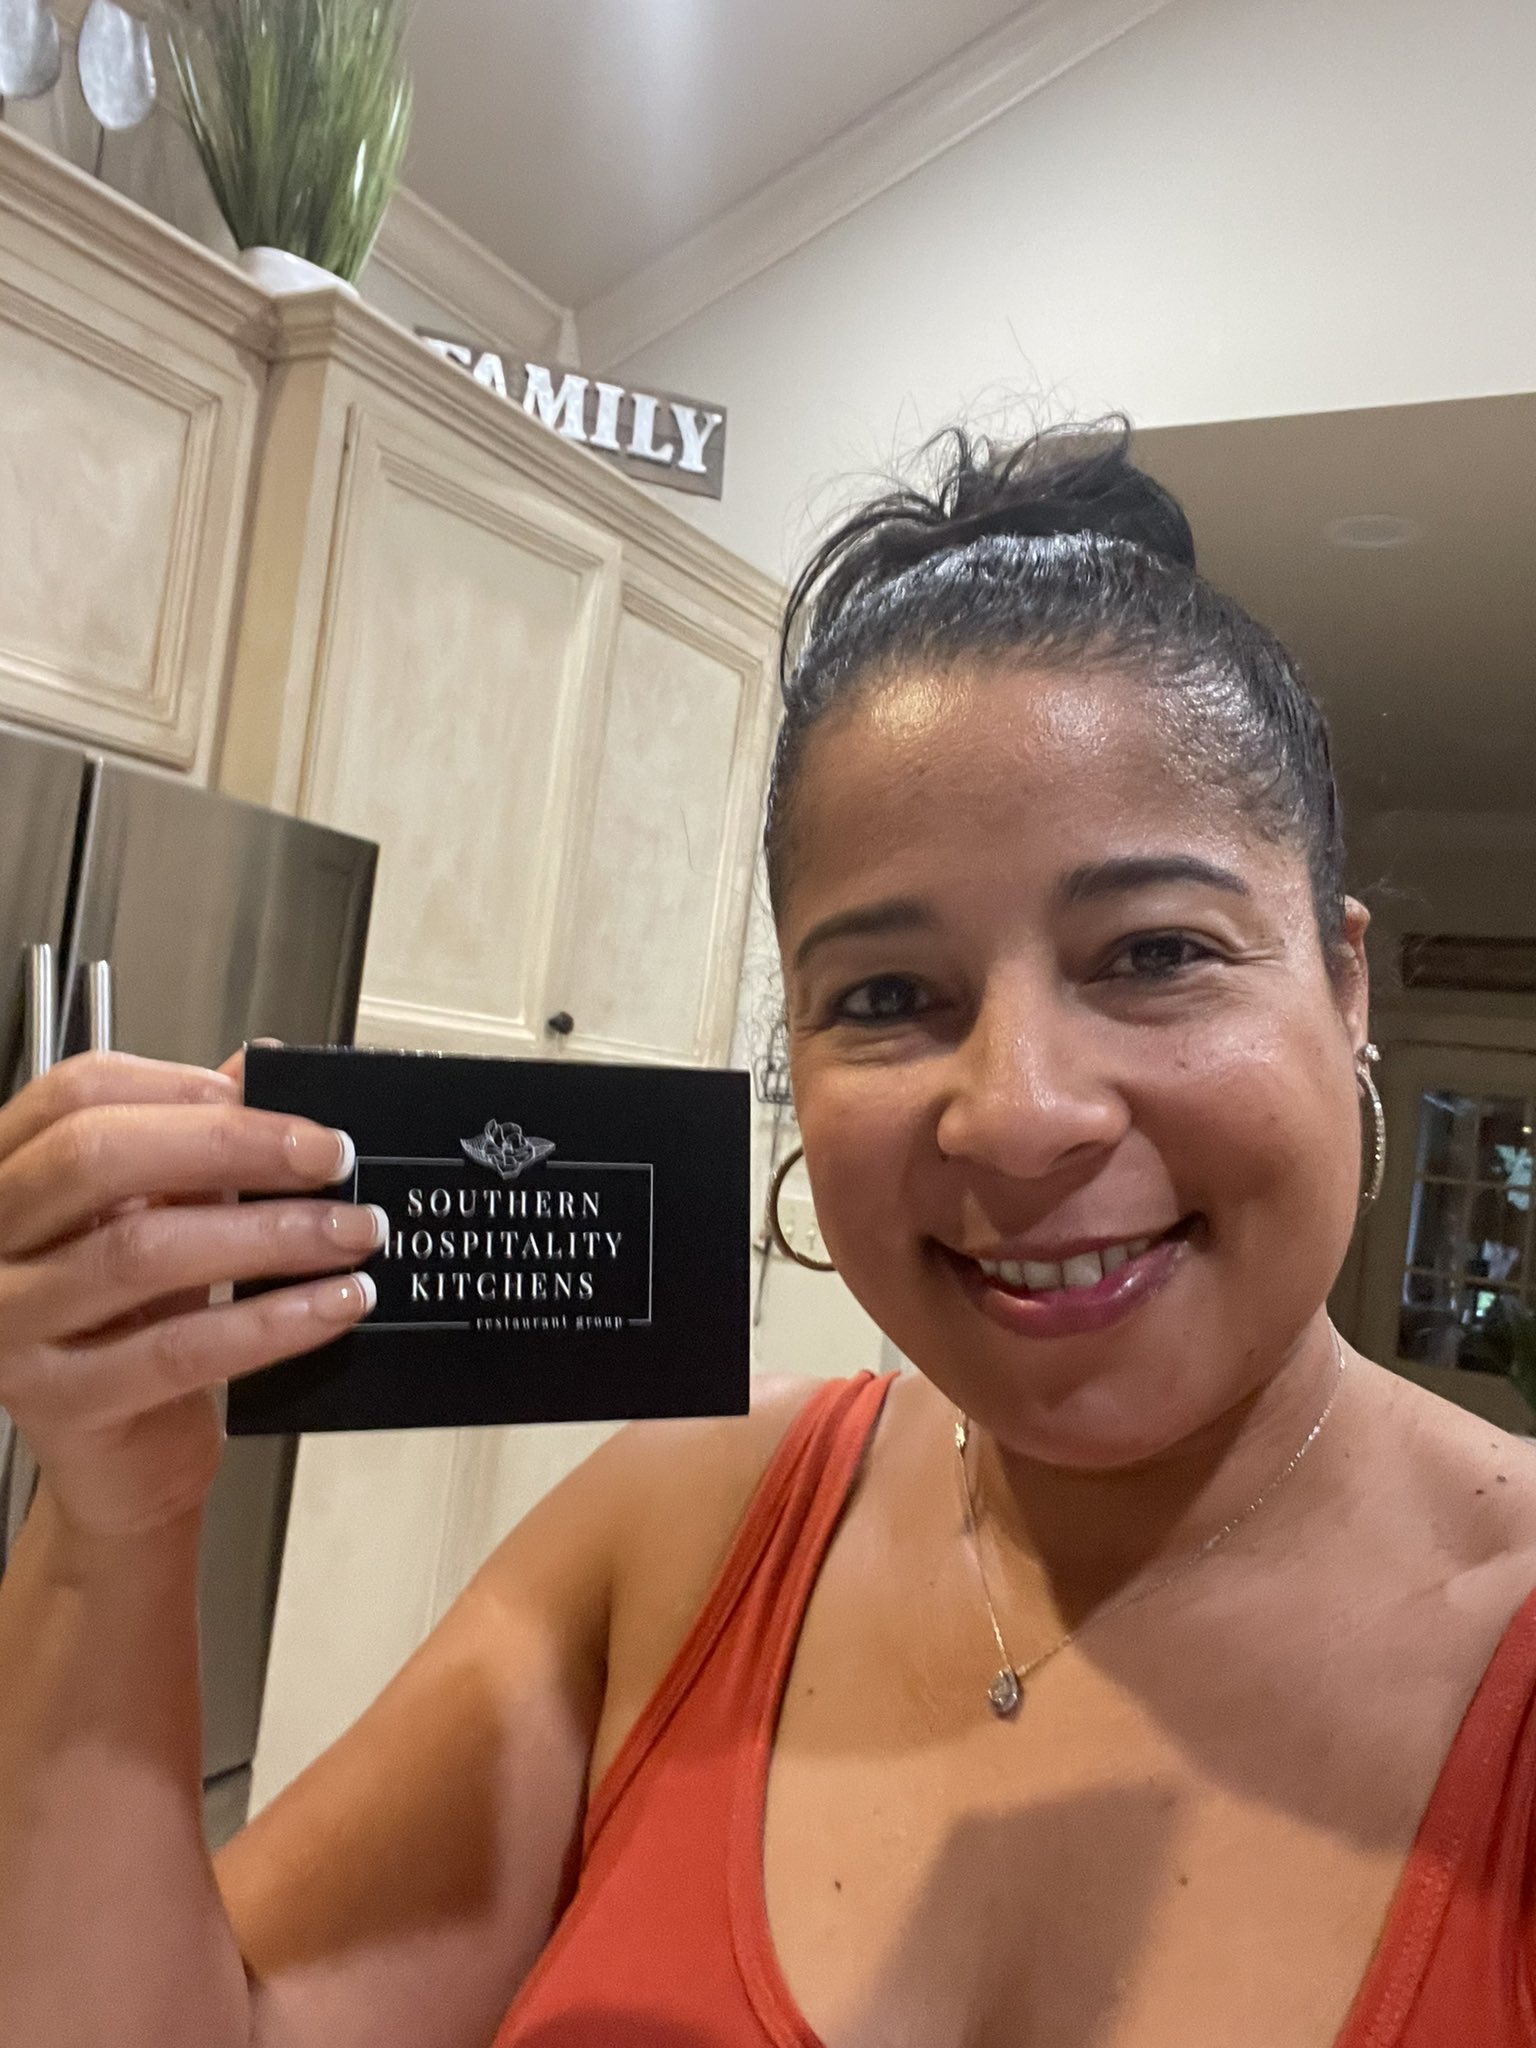 FAMILY
SOUTHERN
HOSPITALITY
KITCHENS
restaurant group